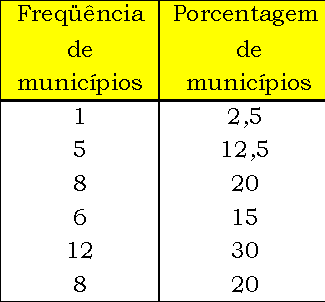 Freqüência Porcentagem
de de
municípios municípios
1 2,5
5 12,5
8 20
6 15
12 30
8 20